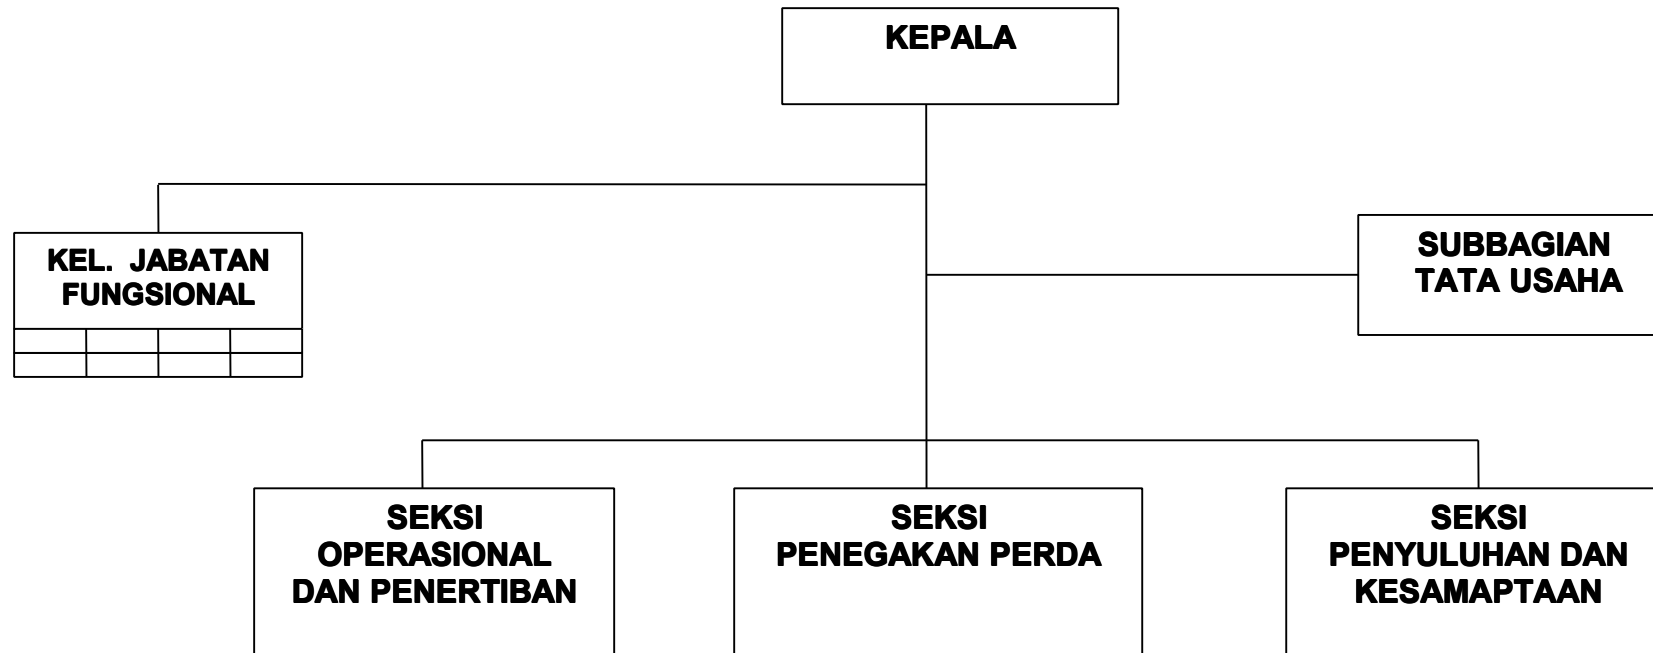 KEPALA
KEL. JABATAN
FUNGSIONAL
SUBBAGIAN
TATA USAHA
SEKSI
OPERASIONAL
DAN PENERTIBAN
SEKSI
PENEGAKAN PERDA
SEKSI
PENYULUHAN DAN
KESAMAPTAAN